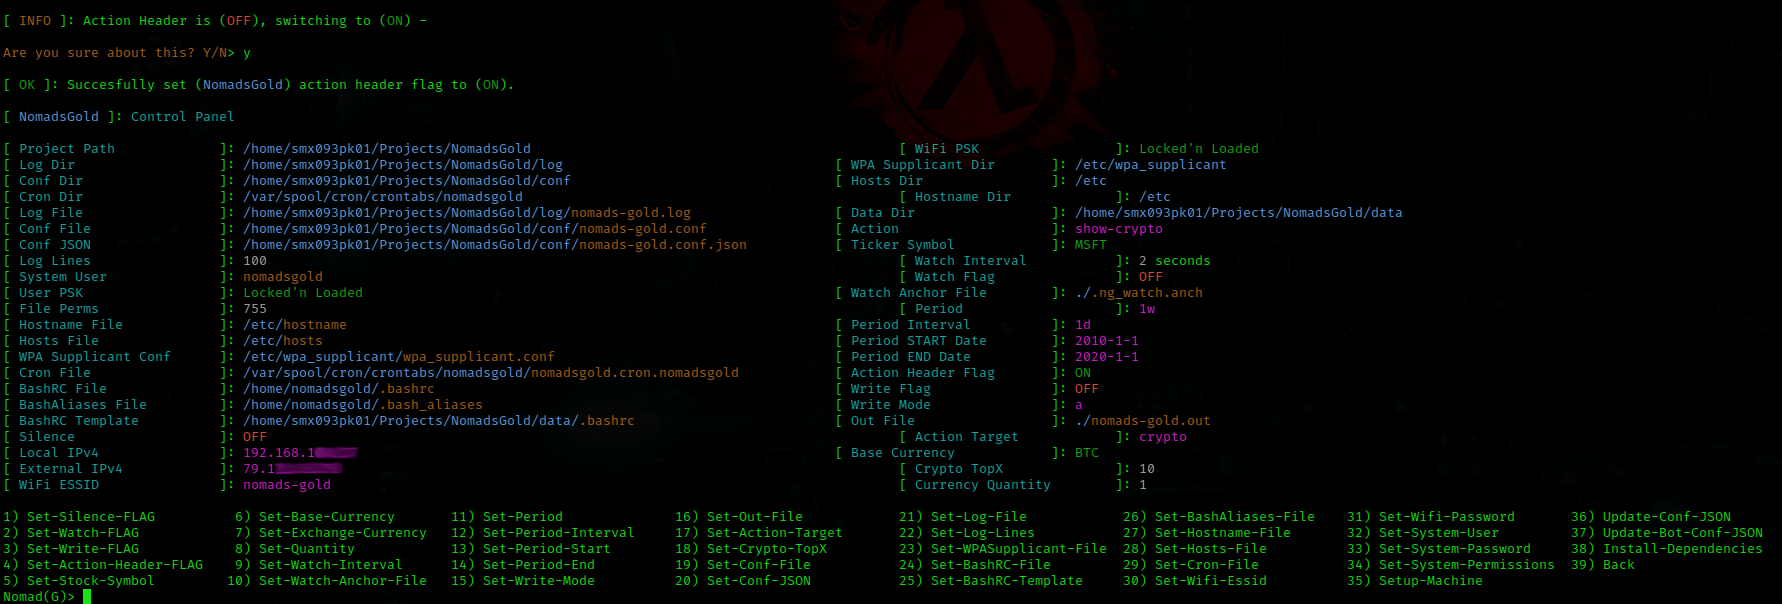 [ INFO ]: Action Header is (OFF), switching to (ON) -
Are you sure about this? Y/N> y
[ OK ]: Succesfully set (NomadsGold) action header flag to (ON).
[ NomadsGold ]: Control Panel
[ Project Path ]: /home/smx093pk01/Projects/NomadsGold [ WiFi PSK ]: Locked'n Loaded
[ Log Dir ]: /home/smx093pk01/Projects/NomadsGold/log [ WPA Supplicant Dir ]: /etc/wpa_supplicant
[ Conf Dir ]: /home/smx093pk01/Projects/NomadsGold/conf [ Hosts Dir ]: /etc
[ Cron Dir ]: /var/spool/cron/crontabs/nomadsgold [ Hostname Dir ]: /etc
[ Log File ]: /home/smx093pk01/Projects/NomadsGold/log/nomads-gold.log [ Data Dir ]: /home/smx093pk01/Projects/NomadsGold/data
[ Conf File ]: /home/smx093pk01/Projects/NomadsGold/conf/nomads-gold.conf [ Action ]: show-crypto
[ Conf JSON ]: /home/smx093pk01/Projects/NomadsGold/conf/nomads-gold.conf.json [ Ticker Symbol ]: MSFT
[ Log Lines ]: 100 [ Watch Interval ]: 2 seconds
[ System User ]: nomadsgold [ Watch Flag ]: OFF
[ User PSK ]: Locked'n Loaded [ Watch Anchor File ]: ./.ng_watch.anch
[ File Perms ]: 755 [ Period ]: 1w
[ Hostname File ]: /etc/hostname [ Period Interval ]: 1d
[ Hosts File ]: /etc/hosts [ Period START Date ]: 2010-1-1
[ WPA Supplicant Conf ]: /etc/wpa_supplicant/wpa_supplicant.conf [ Period END Date ]: 2020-1-1
[ Cron File ]: /var/spool/cron/crontabs/nomadsgold/nomadsgold.cron.nomadsgold [ Action Header Flag ]: ON
[ BashRC File ]: /home/nomadsgold/.bashrc [ Write Flag ]: OFF
[ BashAliases File ]: /home/nomadsgold/.bash_aliases [ Write Mode ]: a
[ BashRC Template ]: /home/smx093pk01/Projects/NomadsGold/data/.bashrc [ Out File ]: ./nomads-gold.out
[ Silence ]: OFF [ Action Target ]: crypto
[ Local IPv4 ]: 192.168.1 [ Base Currency ]: BTC
[ External IPv4 ]: 79.1 [ Crypto TopX ]: 10
[ WiFi ESSID ]: nomads-gold [ Currency Quantity ]: 1
1) Set-Silence-FLAG 6) Set-Base-Currency 11) Set-Period 16) Set-Out-File 21) Set-Log-File 26) Set-BashAliases-File 31) Set-Wifi-Password 36) Update-Conf-JSON
2) Set-Watch-FLAG 7) Set-Exchange-Currency 12) Set-Period-Interval 17) Set-Action-Target 22) Set-Log-Lines 27) Set-Hostname-File 32) Set-System-User 37) Update-Bot-Conf-JSON
3) Set-Write-FLAG 8) Set-Quantity 13) Set-Period-Start 18) Set-Crypto-TopX 23) Set-WPASupplicant-File 28) Set-Hosts-File 33) Set-System-Password 38) Install-Dependencies
4) Set-Action-Header-FLAG 9) Set-Watch-Interval 14) Set-Period-End 19) Set-Conf-File 24) Set-BashRC-File 29) Set-Cron-File 34) Set-System-Permissions 39) Back
5) Set-Stock-Symbol 10) Set-Watch-Anchor-File 15) Set-Write-Mode 20) Set-Conf-JSON 25) Set-BashRC-Template 30) Set-Wifi-Essid 35) Setup-Machine
Nomad(G)>